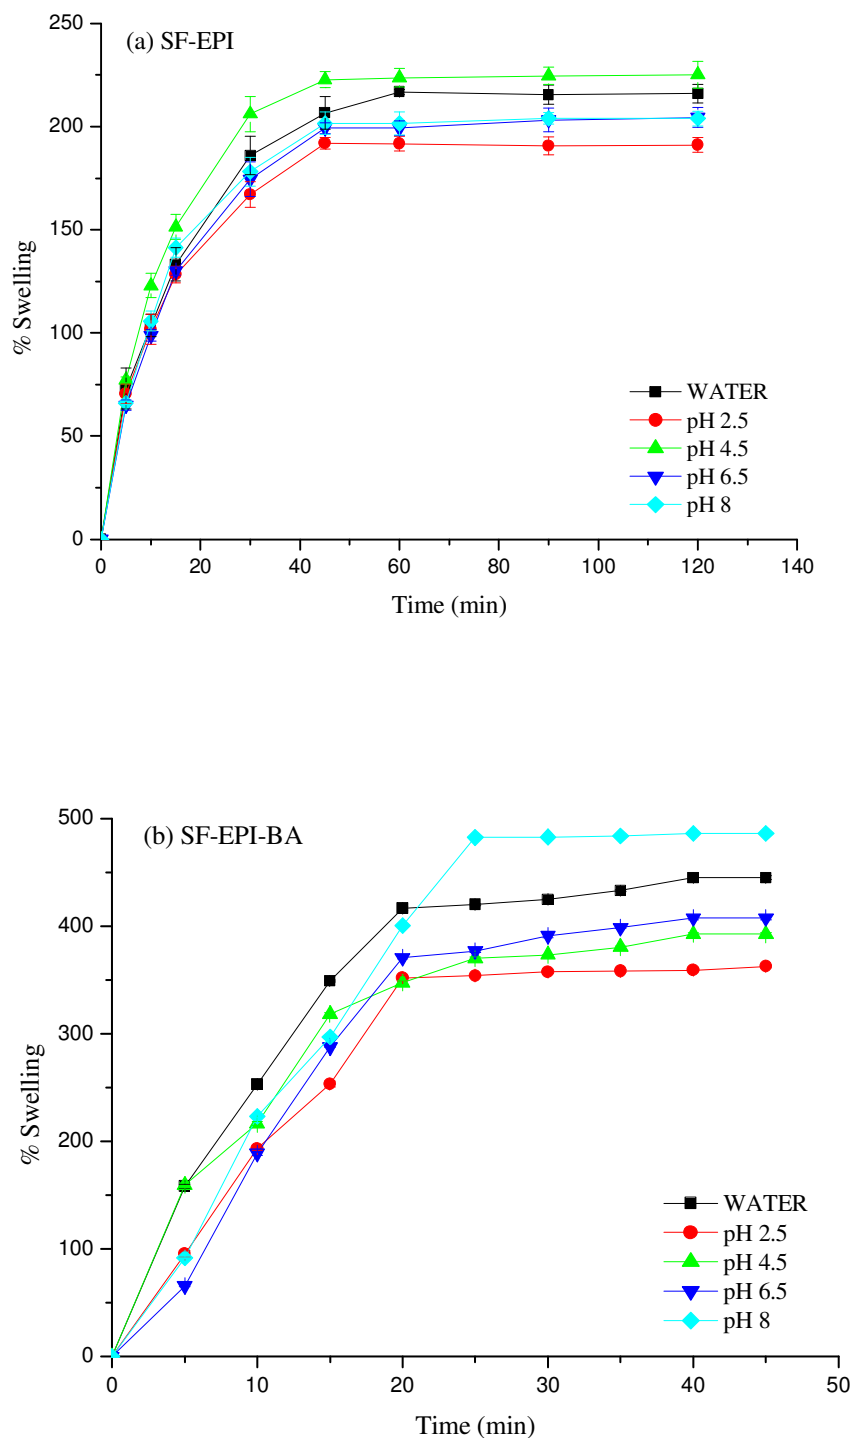 (a) SF-EPI
250
200
150
100
50
0
% Swelling
WATER
pH 2.5
pH 4.5
pH 6.5
pH 8
0 20 40 60 80 100 120 140
Time (min)
(b) SF-EPI-BA
500
400
300
200
100
0
% Swelling
WATER
pH 2.5
pH 4.5
pH 6.5
pH 8
0 10 20 30 40 50
Time (min)